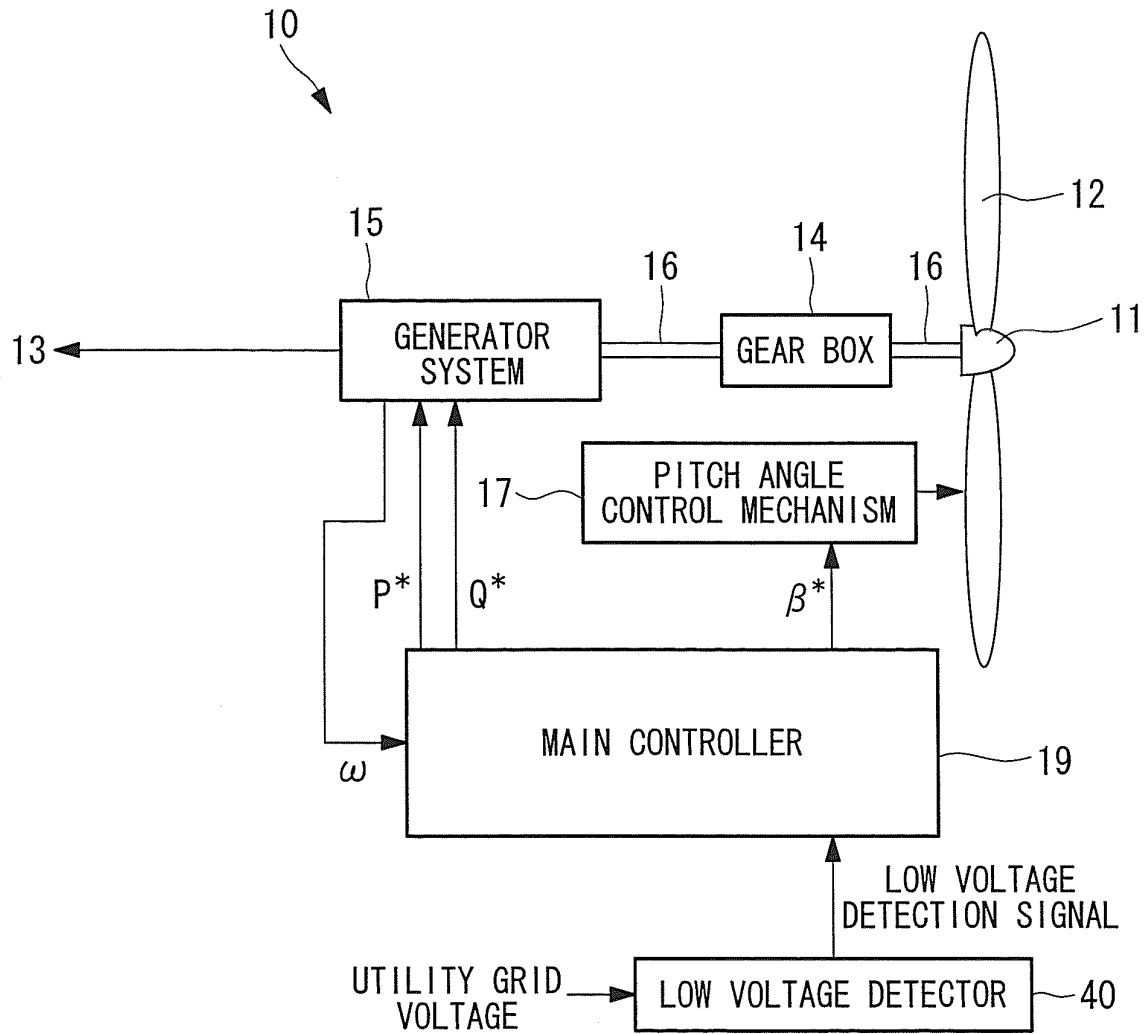 10
12
15
14
16
16
11
GENERATOR
SYSTEM
GEAR BOX
13
PITCH ANGLE
CONTROL MECHANISM
17
P*
Q*
β*
MAIN CONTROLLER
ω
19
LOW VOLTAGE
DETECTION SIGNAL
UTILITY GRID
VOLTAGE
LOW VOLTAGE DETECTOR
40